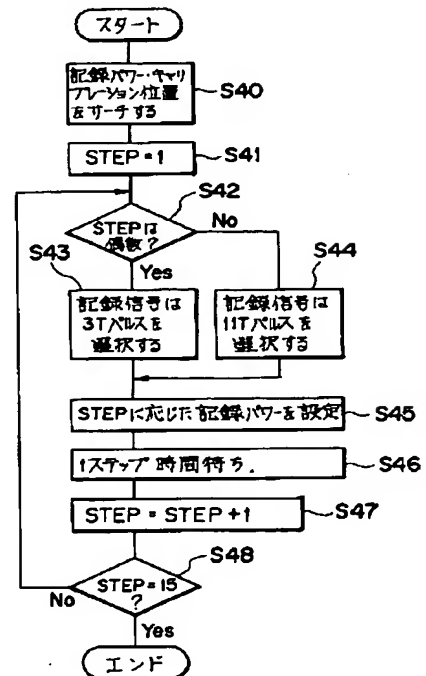 スタート
記録パワー・キャリ
ブレーション位置
をサーチする
S40
STEP = 1
S41
S42
STEPは
偶数?
No
Yes
S43
記録信号は
3Tパルスを
選択する
S44
記録信号は
11Tパルスを
選択する
STEPに応じた記録パワーを設定
S45
1ステップ時間待ち.
S46
STEP = STEP +1
S47
S48
STEP = 15
?
No
Yes
エンド